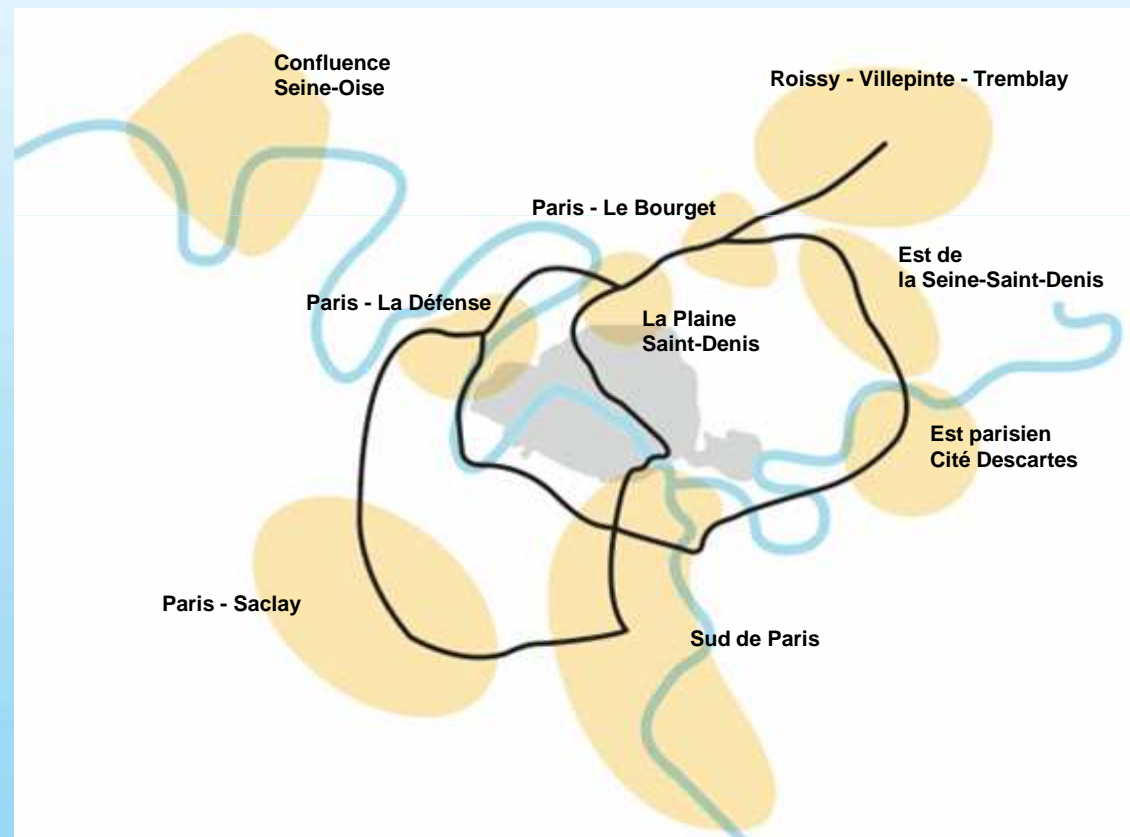 Confluence
Seine-Oise
Roissy - Villepinte - Tremblay
Paris - Le Bourget
Est de
la Seine-Saint-Denis
Paris - La Défense
La Plaine
Saint-Denis
Est parisien
Cité Descartes
Paris - Saclay
Sud de Paris